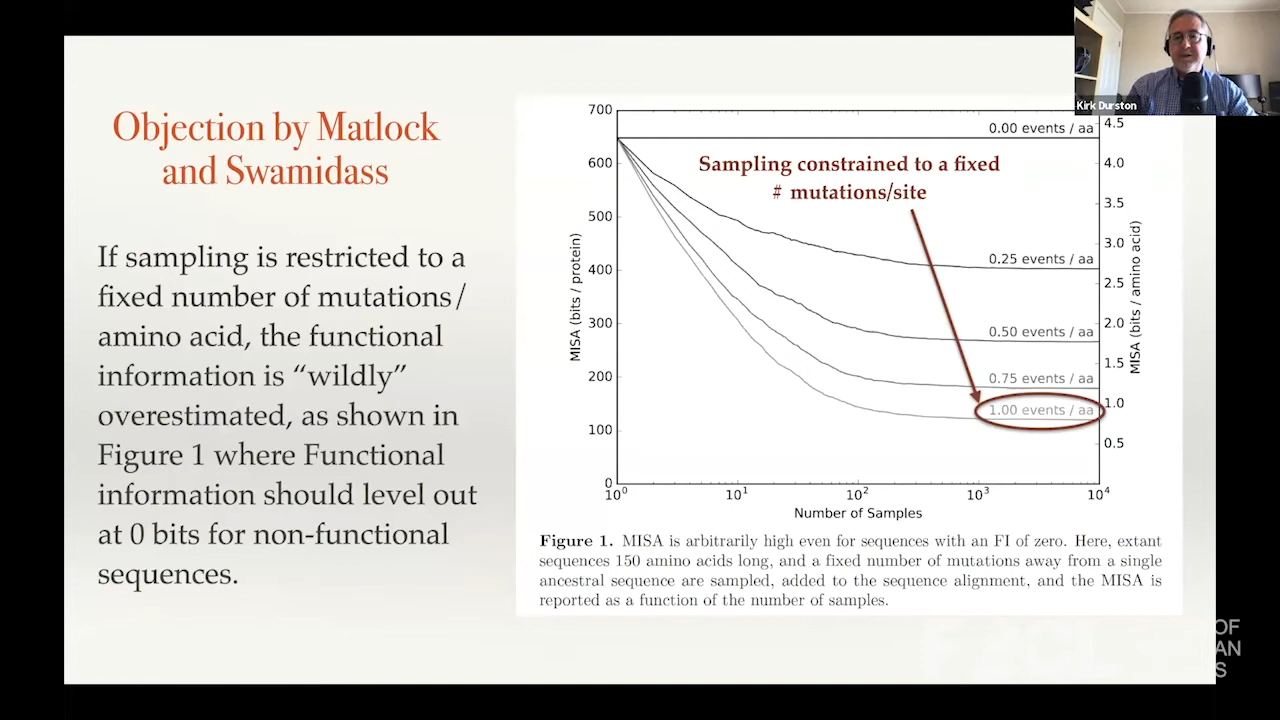 Kirk Durston
Objection by Matlock
and Swamidass
If sampling is restricted to a
fixed number of mutations/
amino acid, the functional
information is “wildly”
overestimated, as shown in
Figure 1 where Functional
information should level out
at 0 bits for non-functional
sequences.
Sampling constrained to a fixed
# mutations/site
700
600
500
400
300
200
100
0
MISA (bits / protein)
4.5
4.0
3.5
3.0
2.5
2.0
1.5
1.0
0.5
MISA (bits / amino acid)
0.00 events / aa
0.25 events / aa
0.50 events / aa
0.75 events / aa
1.00 events / aa
10⁰ 10¹ 10² 10³ 10⁴
Number of Samples
Figure 1. MISA is arbitrarily high even for sequences with an FI of zero. Here, extant
sequences 150 amino acids long, and a fixed number of mutations away from a single
ancestral sequence are sampled, added to the sequence alignment, and the MISA is
reported as a function of the number of samples.
OF
AN
S